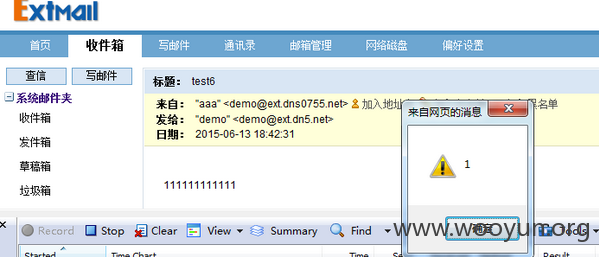 ExtMail
首页 收件箱 写邮件 通讯录 邮箱管理 网络磁盘 偏好设置
查信 写邮件
标题: test6
系统邮件夹
来自: "aaa" <demo@ext.dns0755.net> 加入地址 黑名单
发给: "demo" <demo@ext.dn5.net>
日期: 2015-06-13 18:42:31
收件箱
发件箱
草稿箱
垃圾箱
111111111111
来自网页的消息
1
确定
www.wooyun.org
Record Stop Clear View Summary Find Tools
Started Time Chart Time Result